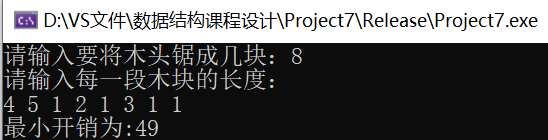 D:\VS文件\数据结构课程设计\Project7\Release\Project7.exe
请输入要将木头锯成几块：8
请输入每一段木块的长度：
4 5 1 2 1 3 1 1
最小开销为:49